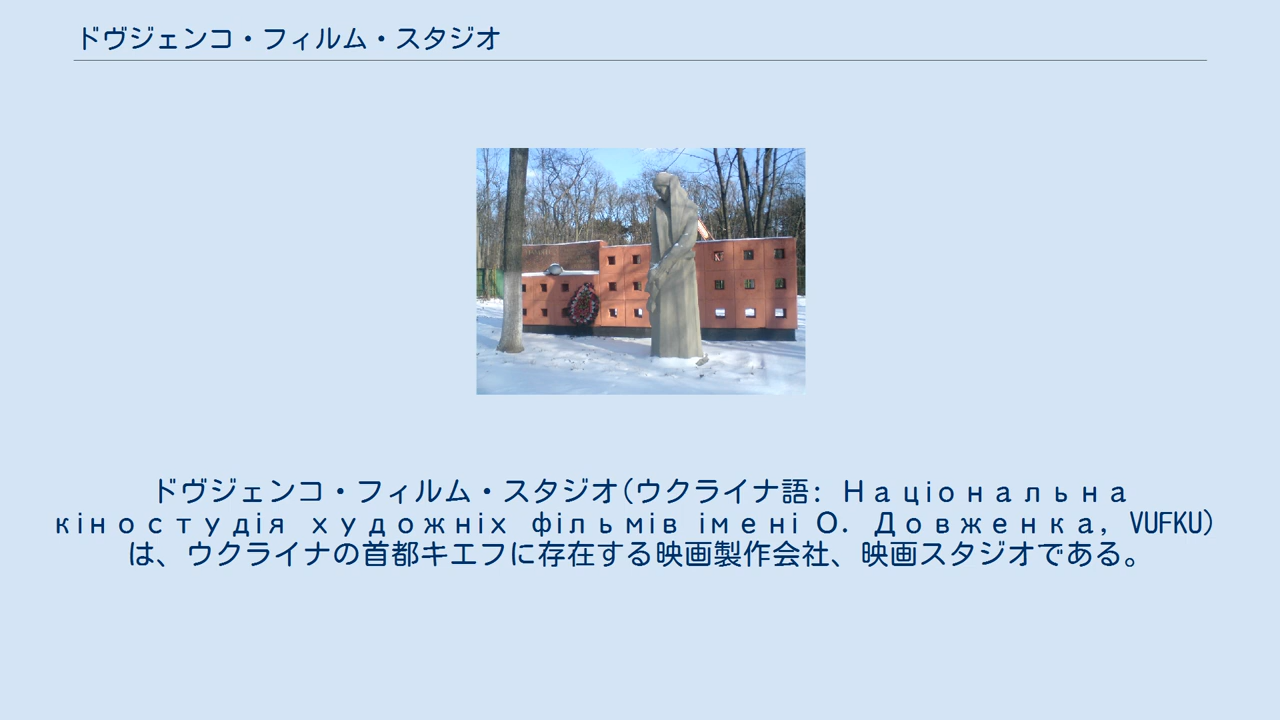 ドヴジェンコ・フィルム・スタジオ
ドヴジェンコ・フィルム・スタジオ(ウクライナ語: Національна
кіностудія художніх фільмів імені О. Довженка, VUFKU)
は、ウクライナの首都キエフに存在する映画製作会社、映画スタジオである。